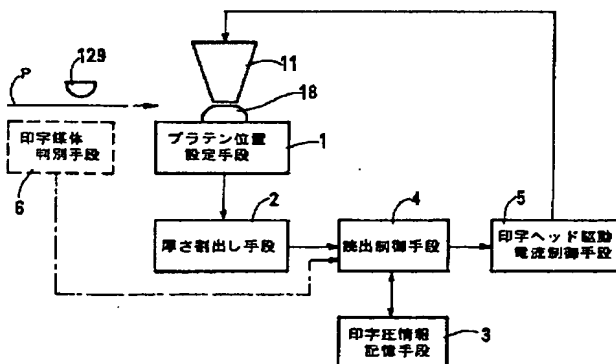 129
11
P
18
印字媒体
判別手段
6
プラテン位置
設定手段
1
2
厚さ割出し手段
4
読出制御手段
5
印字ヘッド駆動
電流制御手段
印字圧情報
記憶手段
3